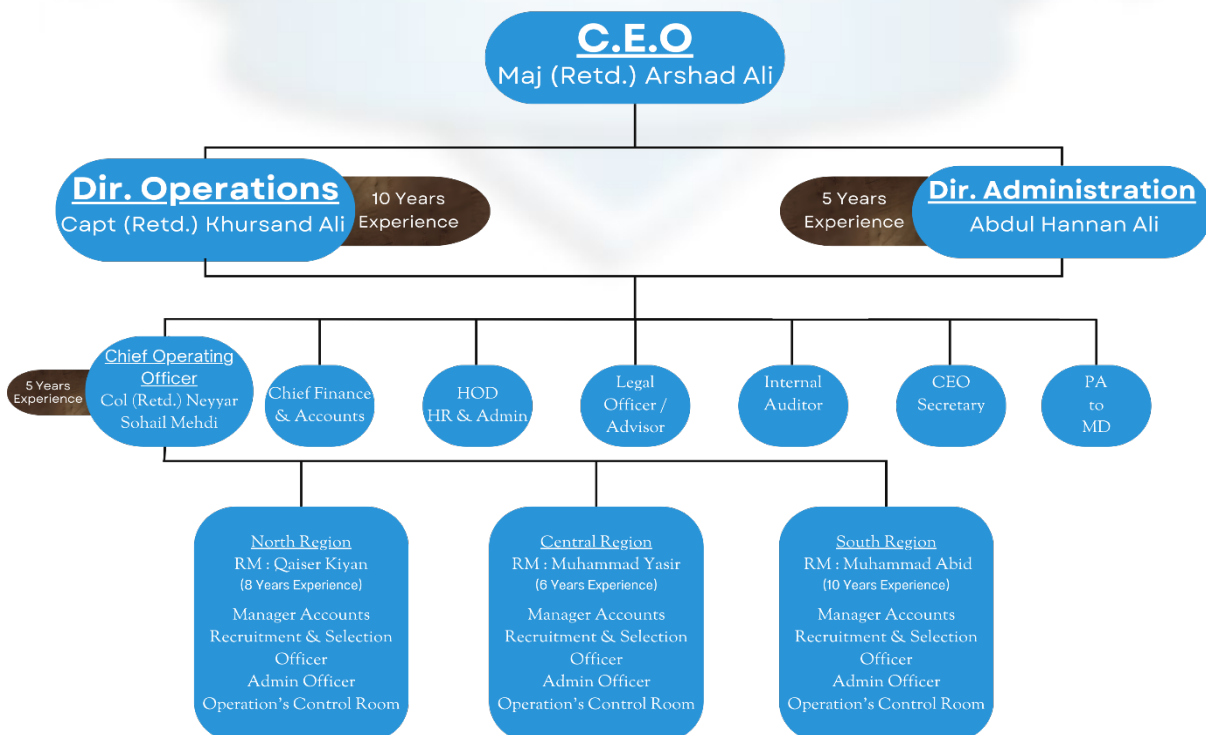 C.E.O
Maj (Retd.) Arshad Ali
Dir. Operations
Capt (Retd.) Khursand Ali
10 Years
Experience
5 Years
Experience
Dir. Administration
Abdul Hannan Ali
5 Years
Experience
Chief Operating
Officer
Col (Retd.) Neyyar
Sohail Mehdi
Chief Finance
& Accounts
HOD
HR & Admin
Legal
Officer /
Advisor
Internal
Auditor
CEO
Secretary
PA
to
MD
North Region
RM : Qaiser Kiyan
(8 Years Experience)
Manager Accounts
Recruitment & Selection
Officer
Admin Officer
Operation's Control Room
Central Region
RM : Muhammad Yasir
(6 Years Experience)
Manager Accounts
Recruitment & Selection
Officer
Admin Officer
Operation's Control Room
South Region
RM : Muhammad Abid
(10 Years Experience)
Manager Accounts
Recruitment & Selection
Officer
Admin Officer
Operation's Control Room